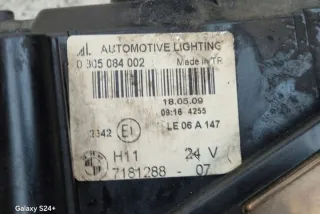 AL AUTOMOTIVE LIGHTING
0 305 084 002 Made in TR
18.05.09
09:16 4255
2342 E1 LE 06 A 147
H11 24 V
7181288 - 07
Galaxy S24+